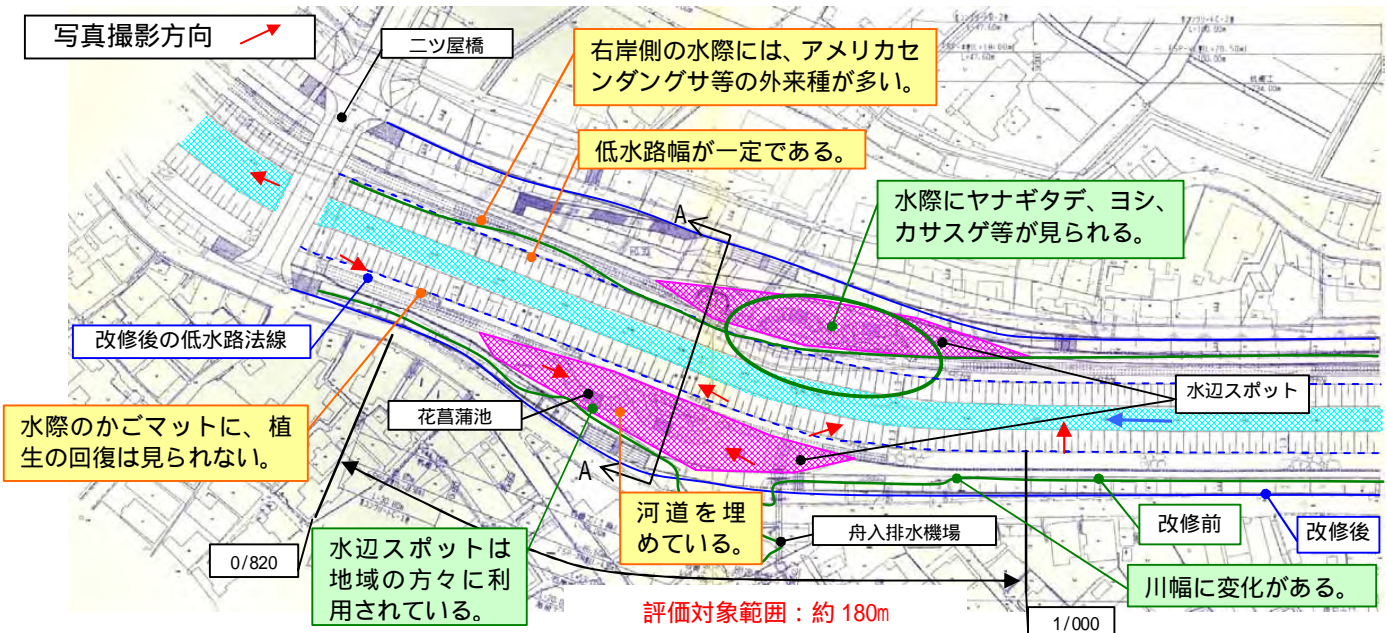 写真撮影方向
二ツ屋橋
右岸側の水際には、アメリカセ
ンダングサ等の外来種が多い。
低水路幅が一定である。
水際にヤナギタデ、ヨシ、
カサスゲ等が見られる。
A
改修後の低水路法線
水辺スポット
花菖蒲池
水際のかごマットに、植
生の回復は見られない。
A
河道を埋
めている。
舟入排水機場
改修前
改修後
0/820
水辺スポットは
地域の方々に利
用されている。
川幅に変化がある。
評価対象範囲：約180m
1/000